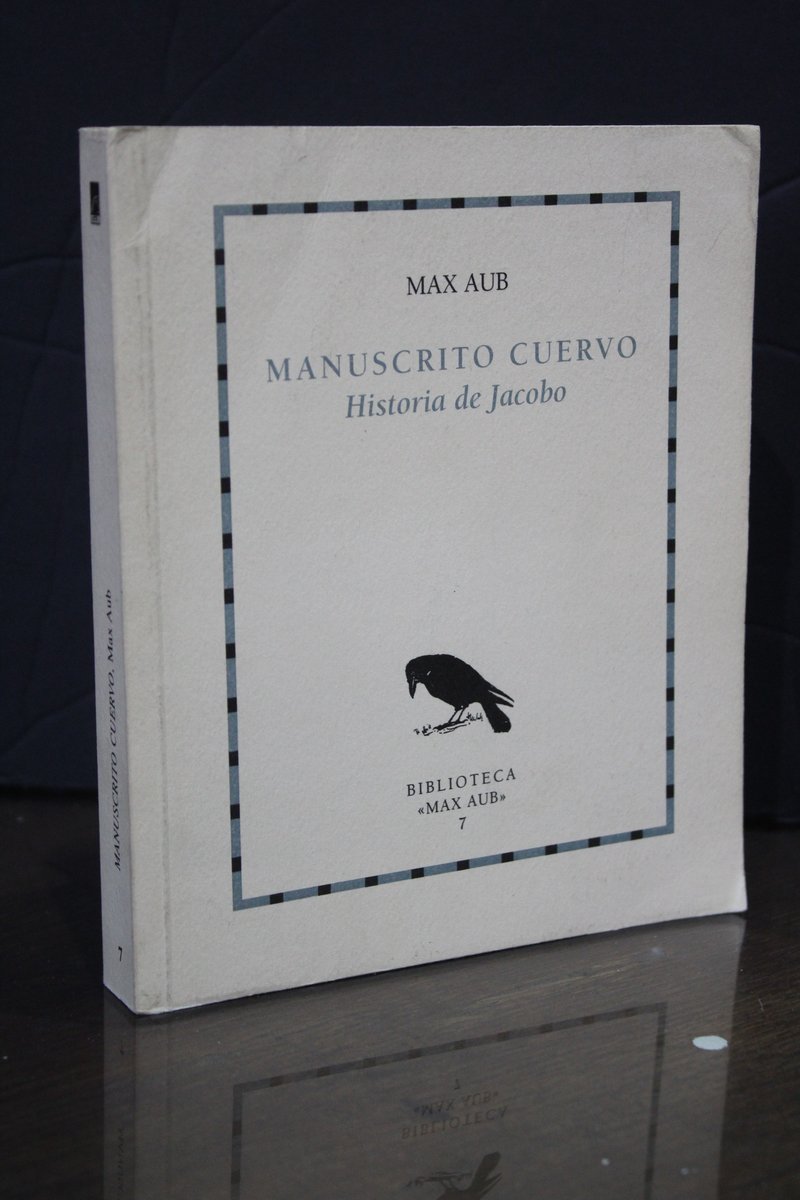 MAX AUB
MANUSCRITO CUERVO
Historia de Jacobo
BIBLIOTECA
«MAX AUB»
7
MANUSCRITO CUERVO. Max Aub
7